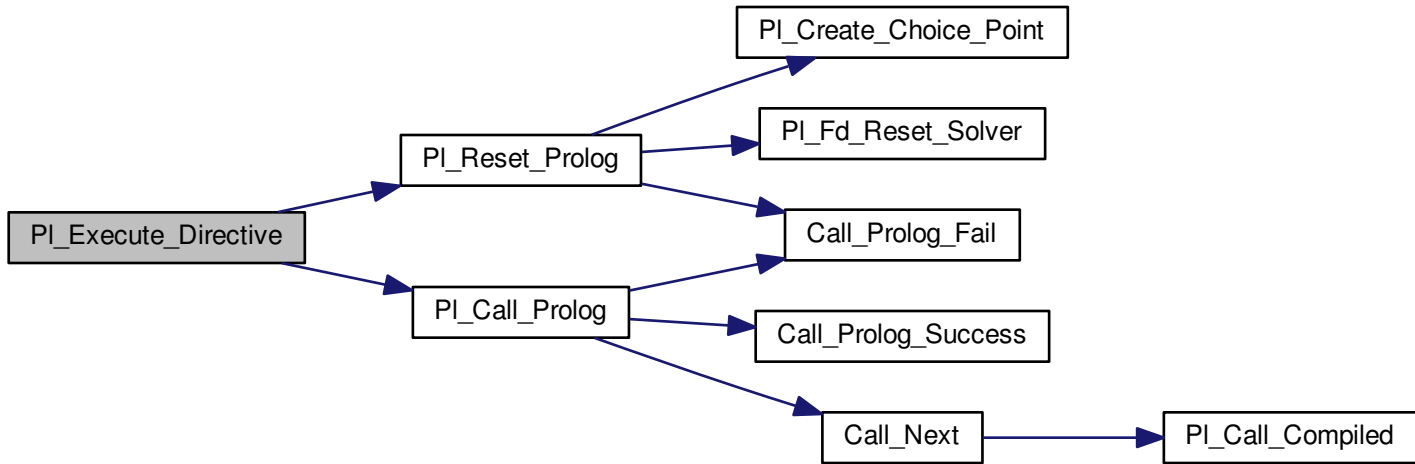 Pl_Create_Choice_Point
Pl_Fd_Reset_Solver
Pl_Reset_Prolog
Pl_Execute_Directive
Call_Prolog_Fail
Pl_Call_Prolog
Call_Prolog_Success
Call_Next
Pl_Call_Compiled